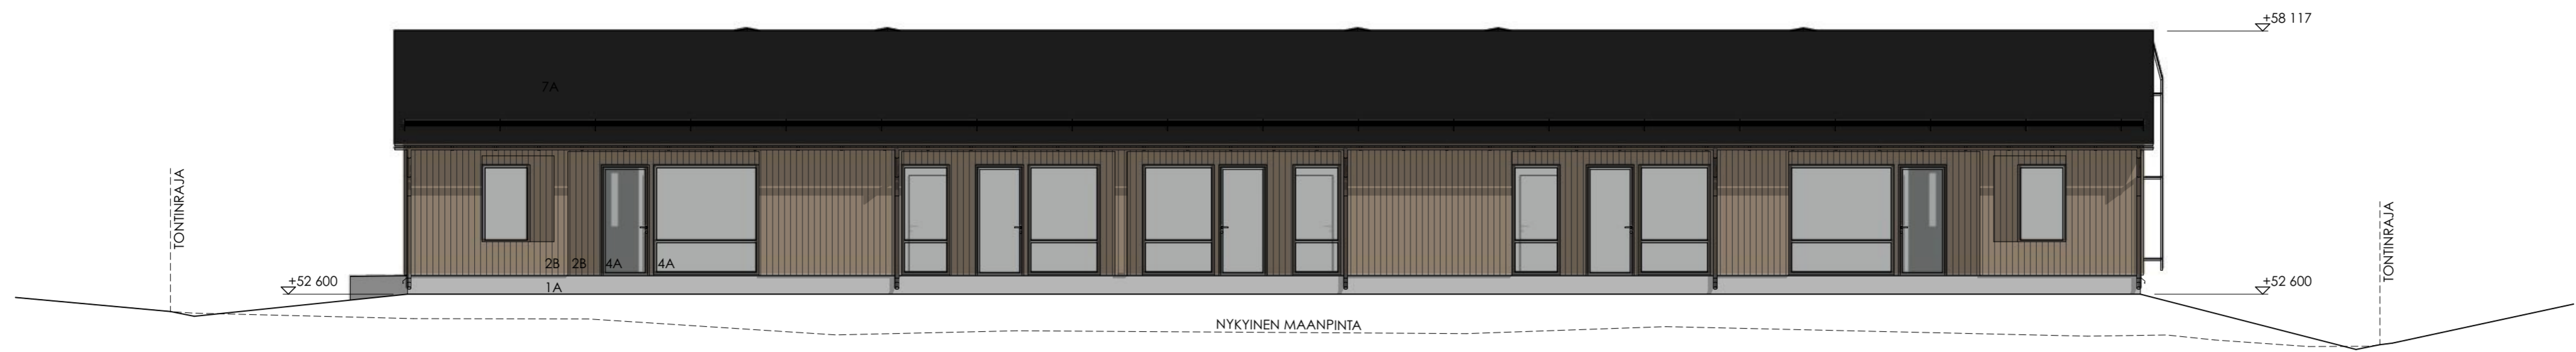 +58 117
7A
TONTINRAJA
TONTINRAJA
2B 2B 4A 4A
+52 600
1A
+52 600
NYKYINEN MAANPINTA